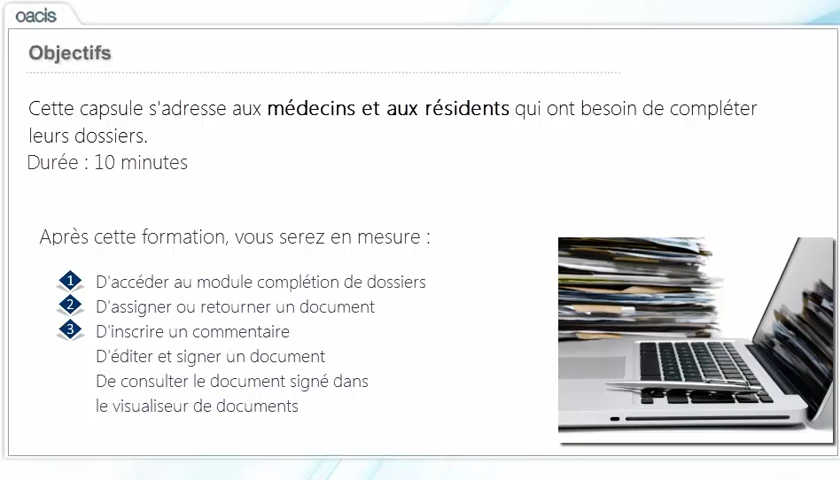 oacis
Objectifs
Cette capsule s'adresse aux médecins et aux résidents qui ont besoin de compléter
leurs dossiers.
Durée : 10 minutes
Après cette formation, vous serez en mesure :
1 D'accéder au module complétion de dossiers
2 D'assigner ou retourner un document
3 D'inscrire un commentaire
D'éditer et signer un document
De consulter le document signé dans
le visualiseur de documents